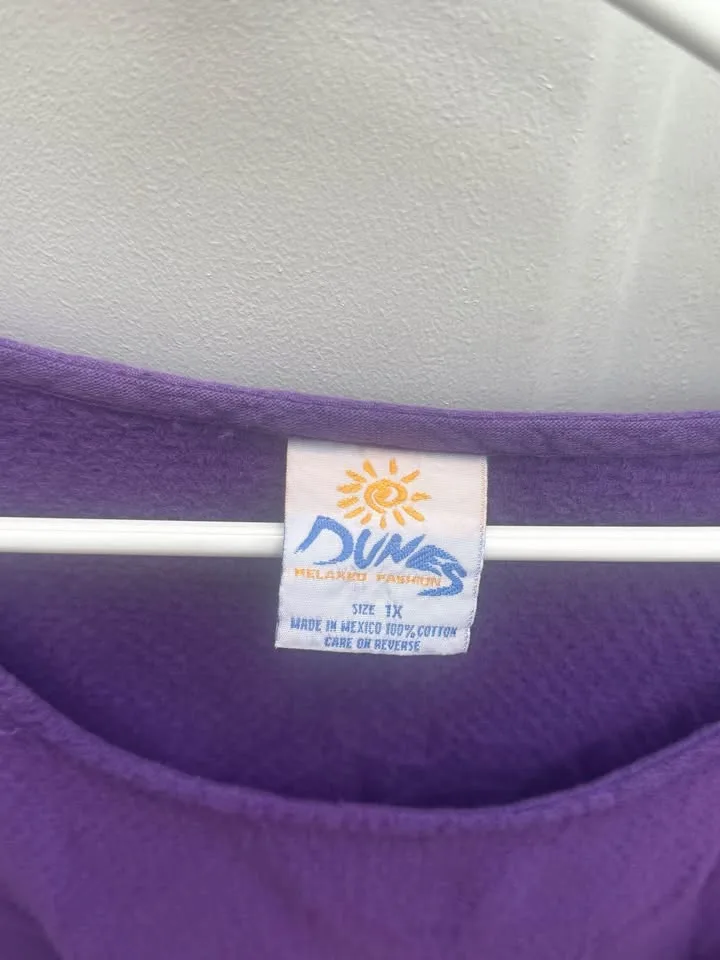 DUNES
RELAXED FASHION
SIZE 1X
MADE IN MEXICO 100% COTTON
CARE ON REVERSE